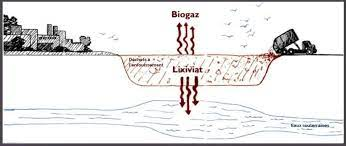 Biogaz
Déchets à
l'enfouissement
Lixiviat
Eaux souterraines